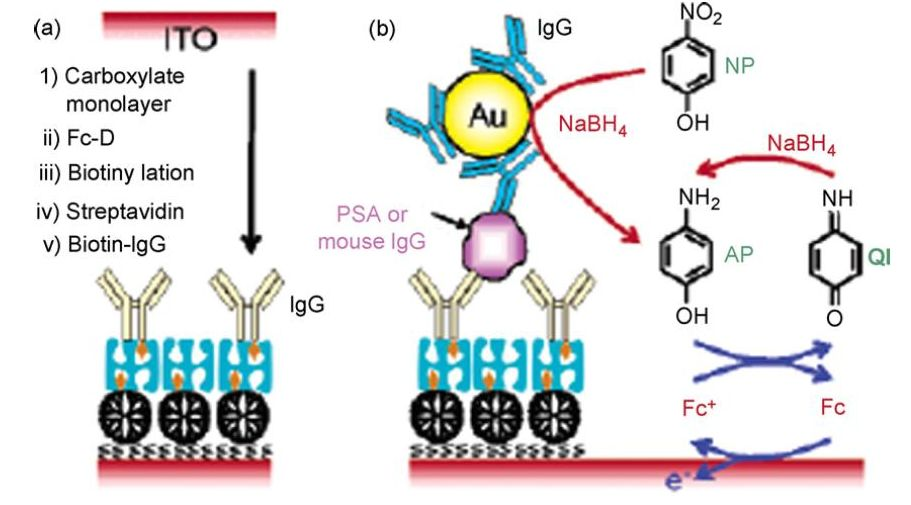 (a)
ITO
1) Carboxylate
monolayer
ii) Fc-D
iii) Biotiny lation
iv) Streptavidin
v) Biotin-IgG
IgG
(b)
IgG
Au
NaBH₄
NO₂
NP
OH
NaBH₄
PSA or
mouse IgG
NH₂
AP
OH
NH
QI
O
Fc⁺
Fc
e⁻